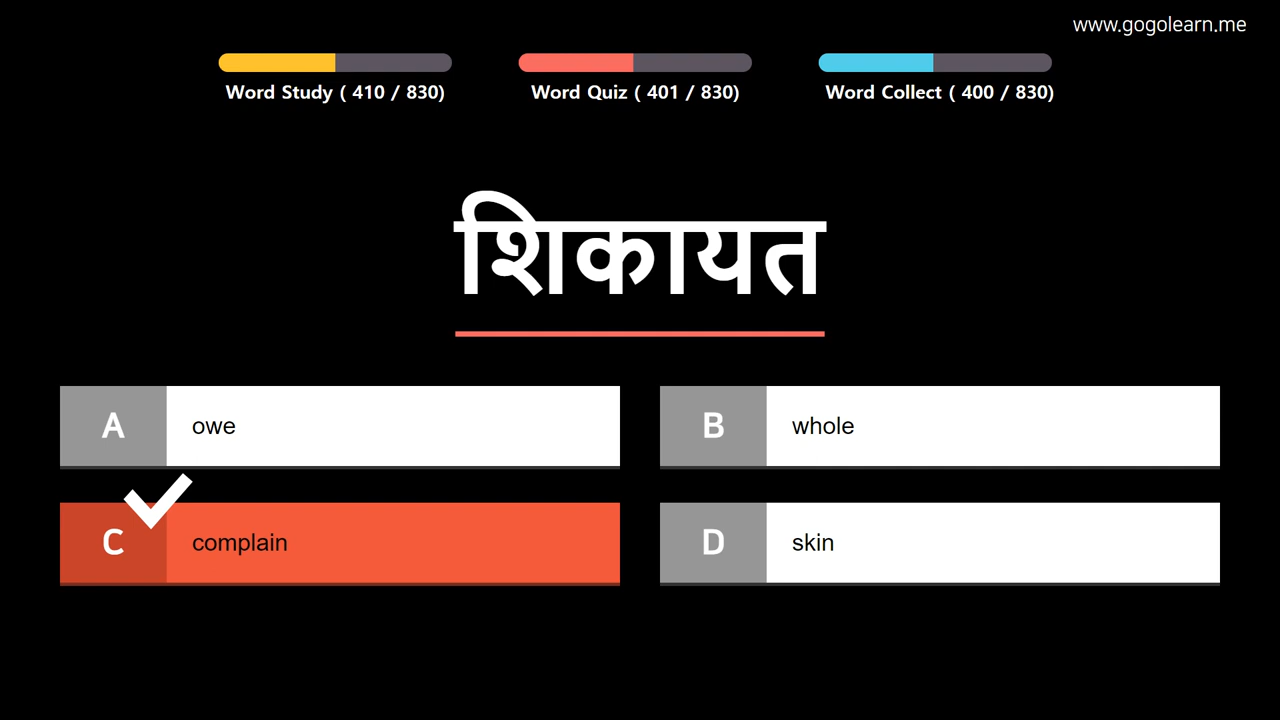 www.gogolearn.me
Word Study ( 410 / 830)
Word Quiz ( 401 / 830)
Word Collect ( 400 / 830)
शिकायत
A owe
B whole
C complain
D skin